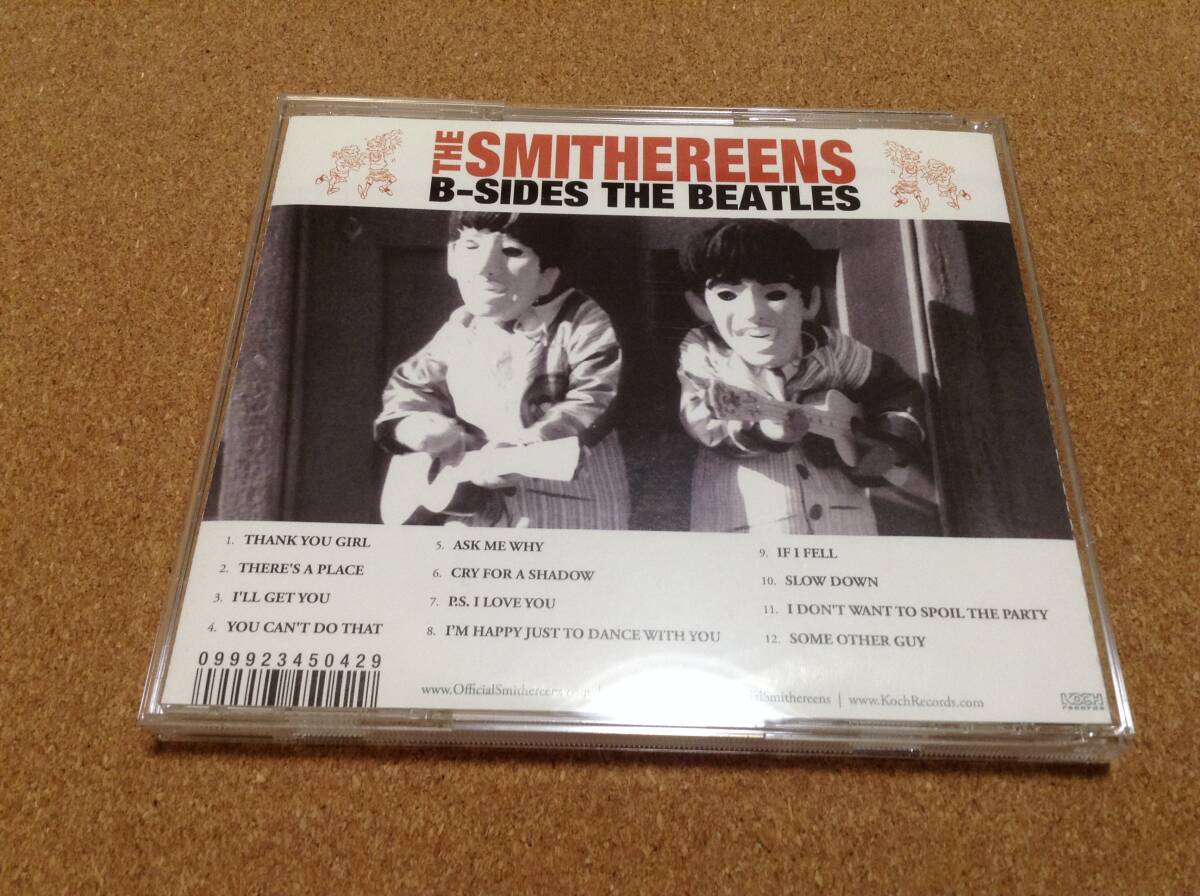 THE SMITHEREENS
B-SIDES THE BEATLES
1. THANK YOU GIRL
2. THERE'S A PLACE
3. I'LL GET YOU
4. YOU CAN'T DO THAT
5. ASK ME WHY
6. CRY FOR A SHADOW
7. P.S. I LOVE YOU
8. I'M HAPPY JUST TO DANCE WITH YOU
9. IF I FELL
10. SLOW DOWN
11. I DON'T WANT TO SPOIL THE PARTY
12. SOME OTHER GUY
099923450429
| www.KochRecords.com
KOCH
records